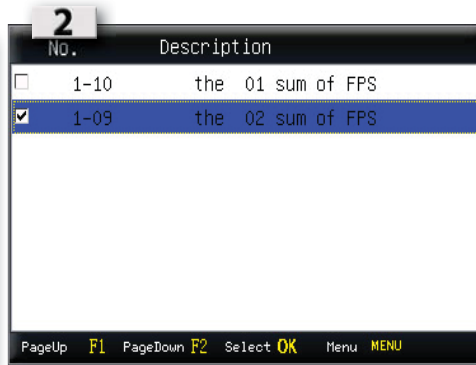 2
No. Description
1-10 the 01 sum of FPS
1-09 the 02 sum of FPS
PageUp F1 PageDown F2 Select OK Menu MENU